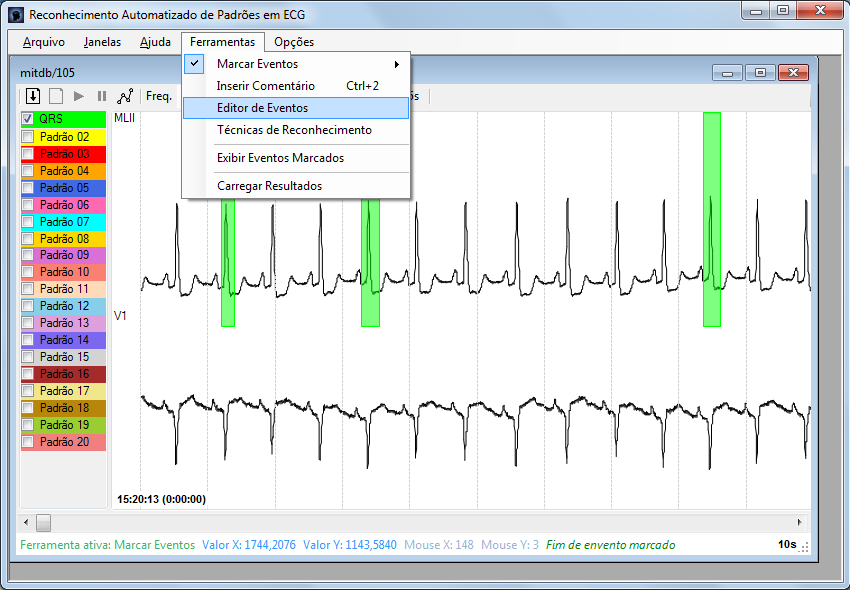 Reconhecimento Automatizado de Padrões em ECG
Arquivo Janelas Ajuda Ferramentas Opções
mitdb/105
Marcar Eventos
Inserir Comentário Ctrl+2
Editor de Eventos
Técnicas de Reconhecimento
Exibir Eventos Marcados
Carregar Resultados
Freq.
QRS
Padrão 02
Padrão 03
Padrão 04
Padrão 05
Padrão 06
Padrão 07
Padrão 08
Padrão 09
Padrão 10
Padrão 11
Padrão 12
Padrão 13
Padrão 14
Padrão 15
Padrão 16
Padrão 17
Padrão 18
Padrão 19
Padrão 20
MLII
V1
15:20:13 (0:00:00)
Ferramenta ativa: Marcar Eventos Valor X: 1744,2076 Valor Y: 1143,5840 Mouse X: 148 Mouse Y: 3 Fim de envento marcado 10s